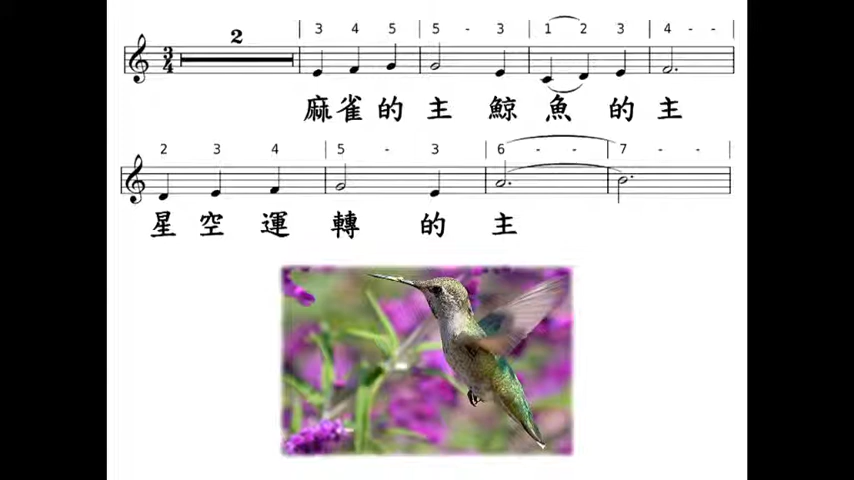 2 3 4 5 5 - 3 1 2 3 4 - -
麻雀的主 鯨魚的主
2 3 4 5 - 3 6 - - 7 - -
星空運轉的主